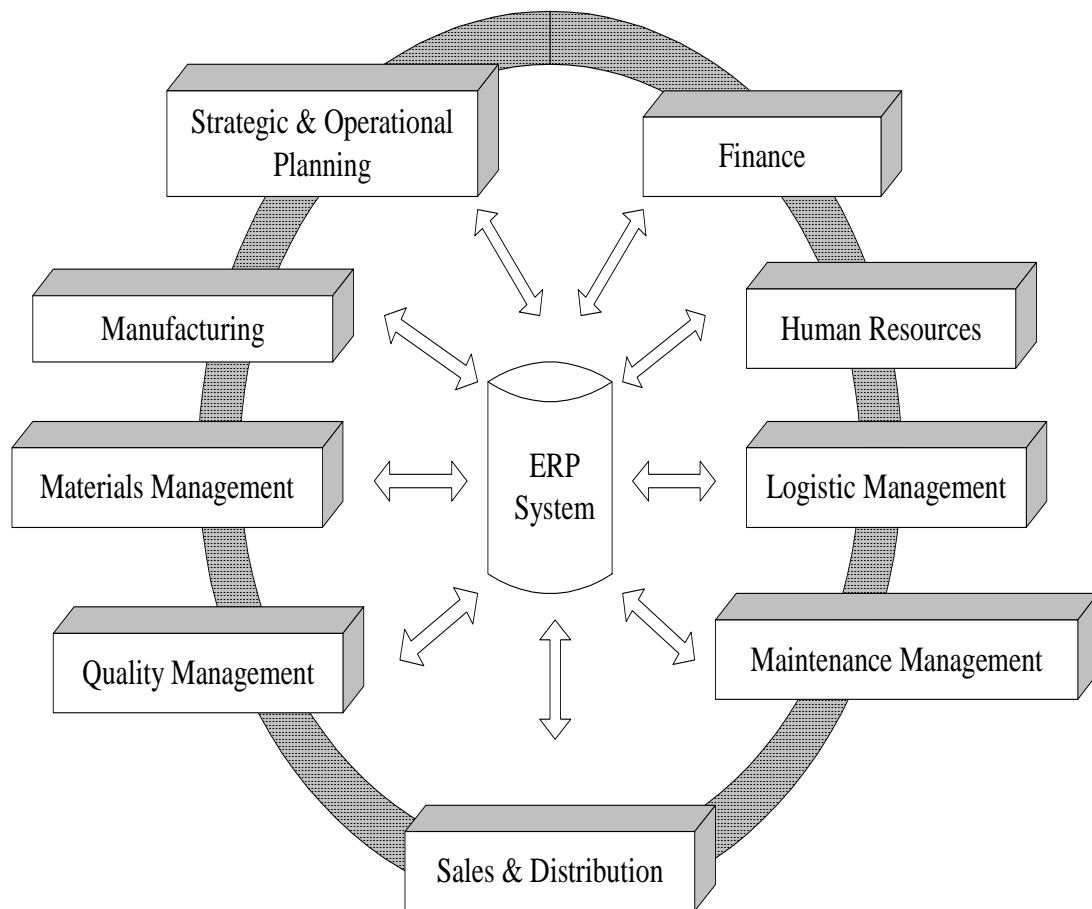 Strategic & Operational
Planning
Finance
Manufacturing
Human Resources
ERP
System
Materials Management
Logistic Management
Quality Management
Maintenance Management
Sales & Distribution